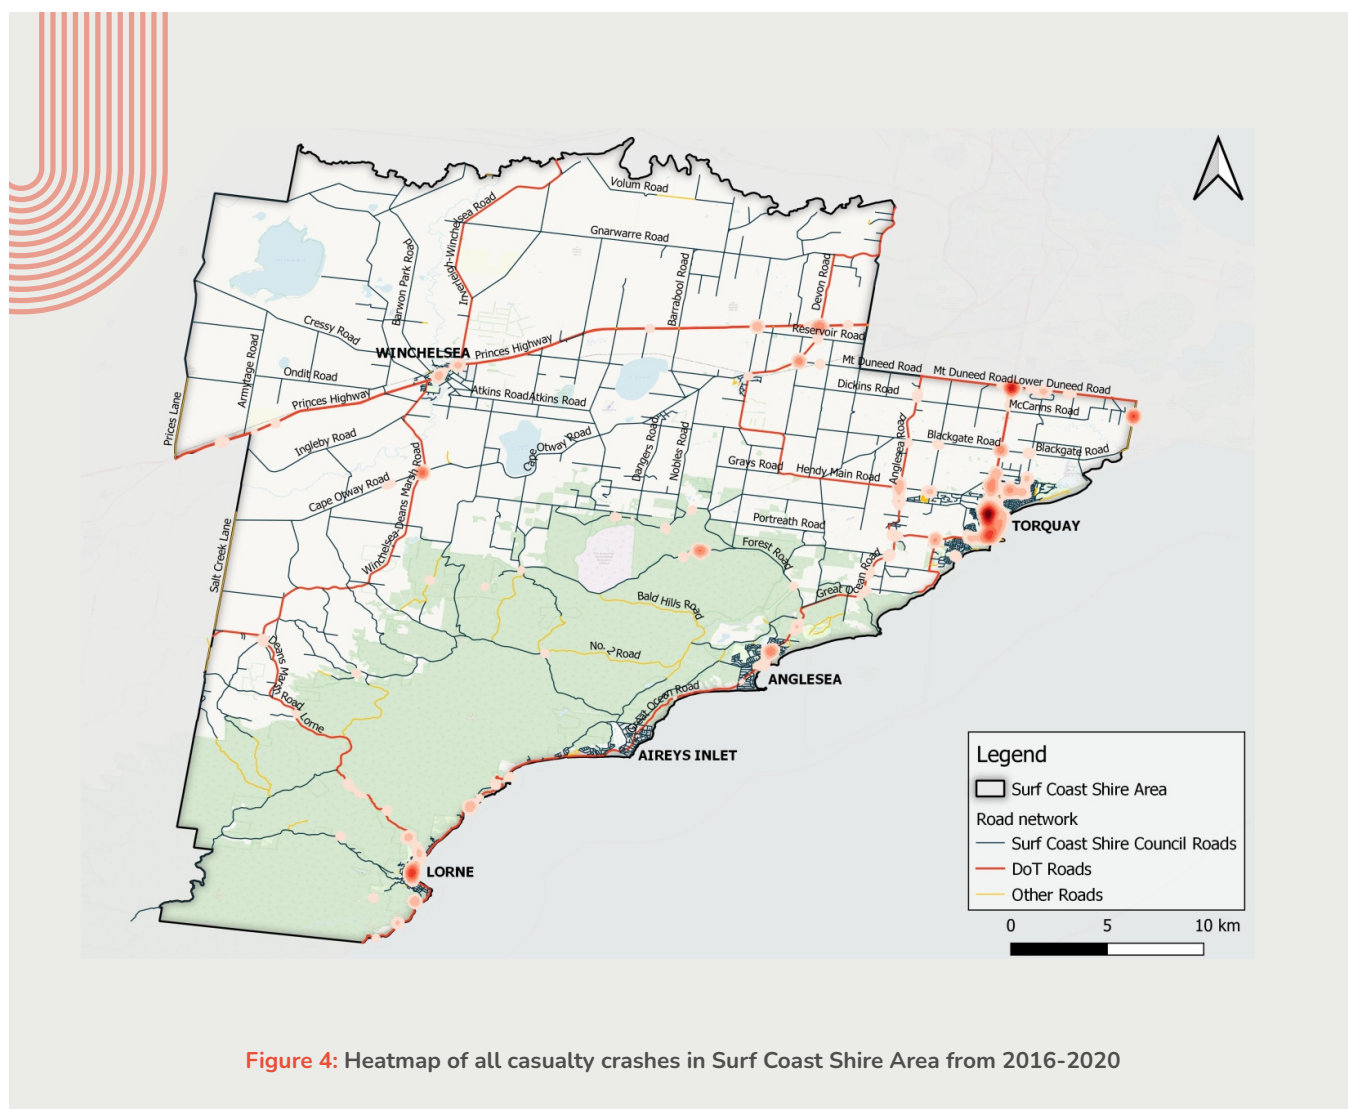 Volum Road
Gnarwarre Road
Inverleigh-Winchelsea Road
Barwon Park Road
Barrabool Road
Devon Road
Cressy Road
WINCHELSEA
Princes Highway
Reservoir Road
Armytage Road
Ondit Road
Mt Duneed Road
Mt Duneed Road
Lower Duneed Road
Prices Lane
Princes Highway
Atkins Road
Atkins Road
Dickins Road
McCanns Road
Ingleby Road
Cape Otway Road
Dangers Road
Nobles Road
Anglesea Road
Blackgate Road
Blackgate Road
Grays Road
Hendy Main Road
Cape Otway Road
Winchelsea-Deans Marsh Road
Portreath Road
TORQUAY
Salt Creek Lane
Forest Road
Great Ocean Road
Bald Hills Road
No. 2 Road
Deans Marsh Road
Lorne
ANGLESEA
Great Ocean Road
AIREYS INLET
LORNE
Legend
Surf Coast Shire Area
Road network
Surf Coast Shire Council Roads
DoT Roads
Other Roads
0 5 10 km
Figure 4: Heatmap of all casualty crashes in Surf Coast Shire Area from 2016-2020